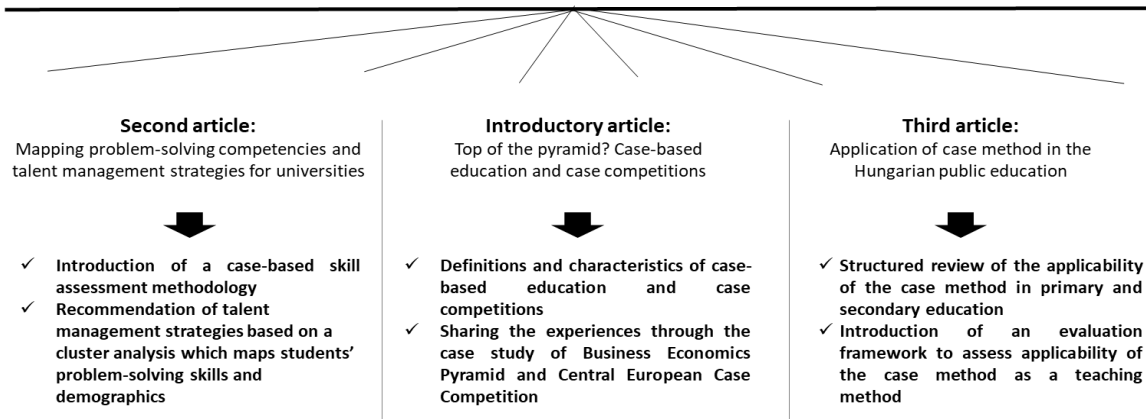 Second article:
Mapping problem-solving competencies and
talent management strategies for universities
✓ Introduction of a case-based skill
assessment methodology
✓ Recommendation of talent
management strategies based on a
cluster analysis which maps students'
problem-solving skills and
demographics
Introductory article:
Top of the pyramid? Case-based
education and case competitions
✓ Definitions and characteristics of case-
based education and case
competitions
✓ Sharing the experiences through the
case study of Business Economics
Pyramid and Central European Case
Competition
Third article:
Application of case method in the
Hungarian public education
✓ Structured review of the applicability
of the case method in primary and
secondary education
✓ Introduction of an evaluation
framework to assess applicability of
the case method as a teaching
method